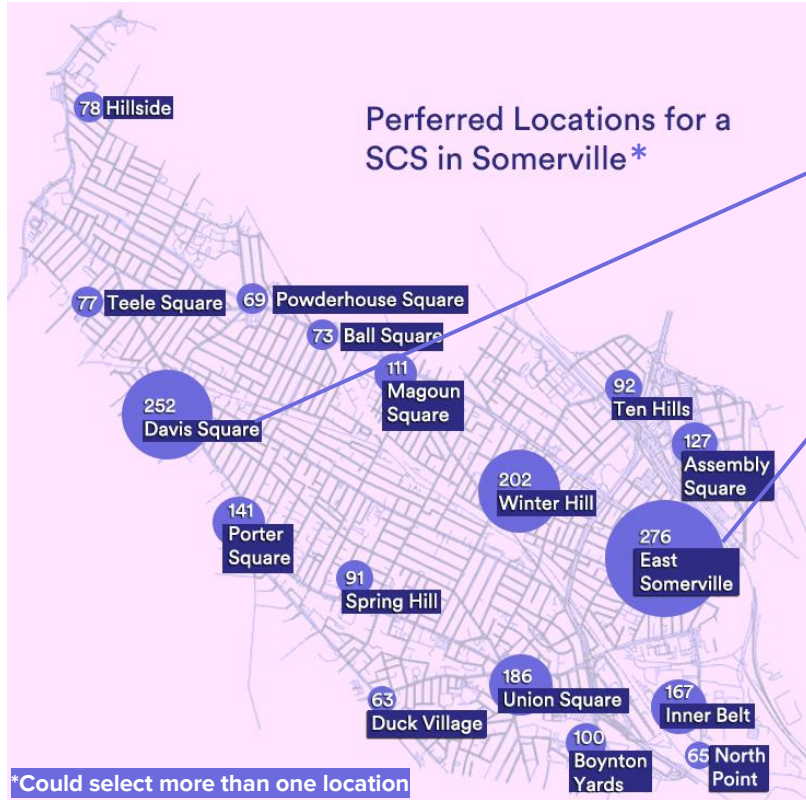 Perferred Locations for a
SCS in Somerville*
78 Hillside
77 Teele Square
69 Powderhouse Square
73 Ball Square
111
Magoun
Square
92
Ten Hills
252
Davis Square
127
Assembly
Square
202
Winter Hill
141
Porter
Square
276
East
Somerville
91
Spring Hill
186
Union Square
167
Inner Belt
63
Duck Village
100
Boynton
Yards
65 North
Point
*Could select more than one location